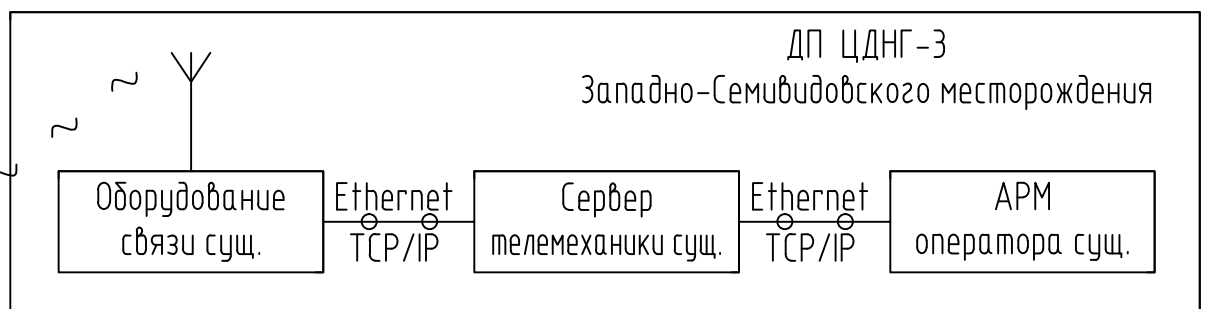 ДП ЦДНГ-3
Западно-Семивидовского месторождения
Оборудование
связи сущ.
Ethernet
TCP/IP
Сервер
телемеханики сущ.
Ethernet
TCP/IP
АРМ
оператора сущ.